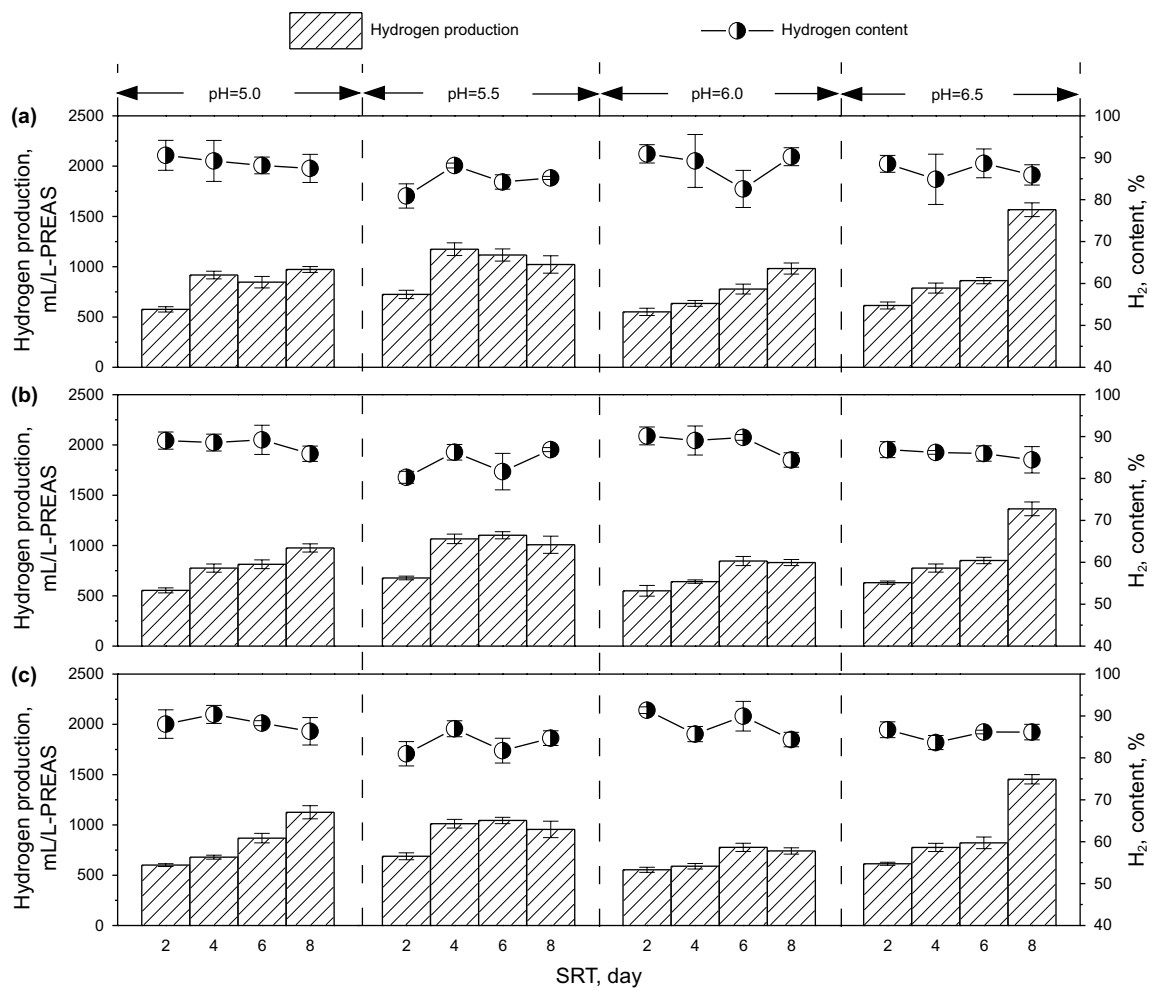 Hydrogen production
Hydrogen content
pH=5.0
pH=5.5
pH=6.0
pH=6.5
(a)
Hydrogen production,
mL/L-PREAS
2500
2000
1500
1000
500
0
100
90
80
70
60
50
40
H2, content, %
(b)
Hydrogen production,
mL/L-PREAS
2500
2000
1500
1000
500
0
100
90
80
70
60
50
40
H2, content, %
(c)
Hydrogen production,
mL/L-PREAS
2500
2000
1500
1000
500
0
100
90
80
70
60
50
40
H2, content, %
2 4 6 8 2 4 6 8 2 4 6 8 2 4 6 8
SRT, day